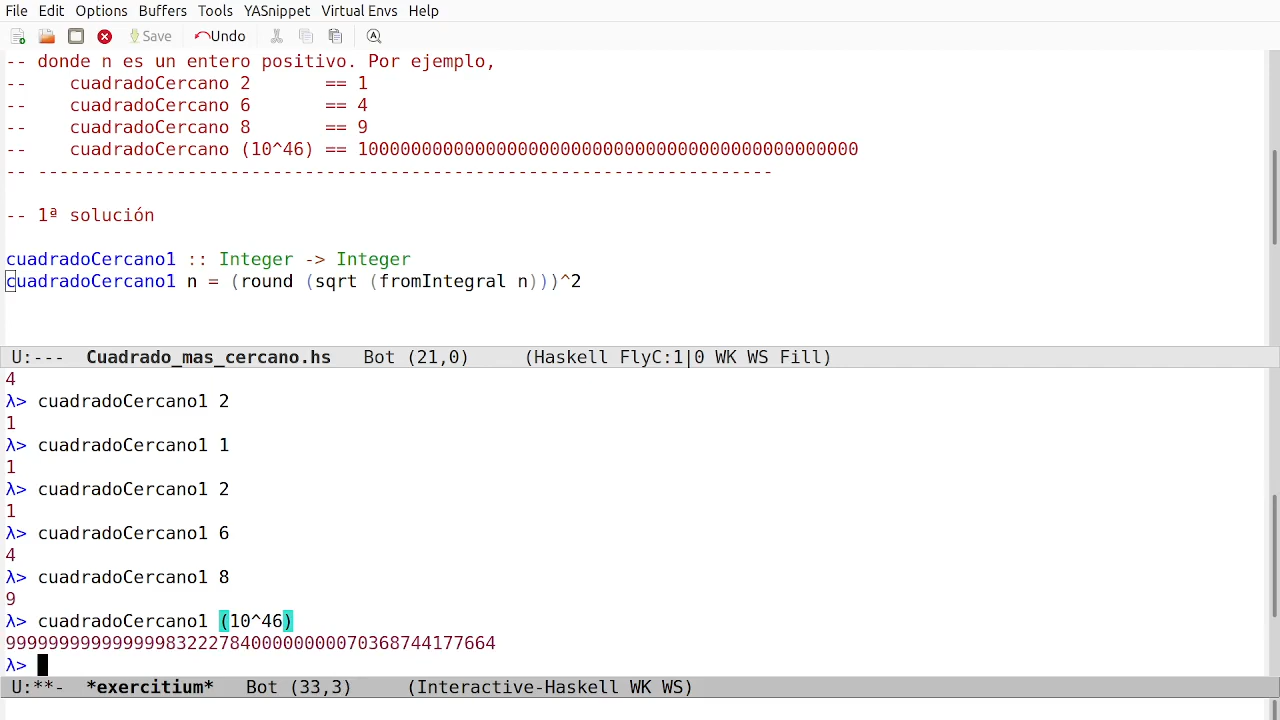 File Edit Options Buffers Tools YASnippet Virtual Envs Help
Save Undo
-- donde n es un entero positivo. Por ejemplo,
--    cuadradoCercano 2       == 1
--    cuadradoCercano 6       == 4
--    cuadradoCercano 8       == 9
--    cuadradoCercano (10^46) == 10000000000000000000000000000000000000000000000
-- ---------------------------------------------------------------------
-- 1ª solución
cuadradoCercano1 :: Integer -> Integer
cuadradoCercano1 n = (round (sqrt (fromIntegral n)))^2
U:--- Cuadrado_mas_cercano.hs Bot (21,0) (Haskell FlyC:1|0 WK WS Fill)
4
λ> cuadradoCercano1 2
1
λ> cuadradoCercano1 1
1
λ> cuadradoCercano1 2
1
λ> cuadradoCercano1 6
4
λ> cuadradoCercano1 8
9
λ> cuadradoCercano1 (10^46)
9999999999999998322278400000000070368744177664
λ>
U:**- *exercitium* Bot (33,3) (Interactive-Haskell WK WS)